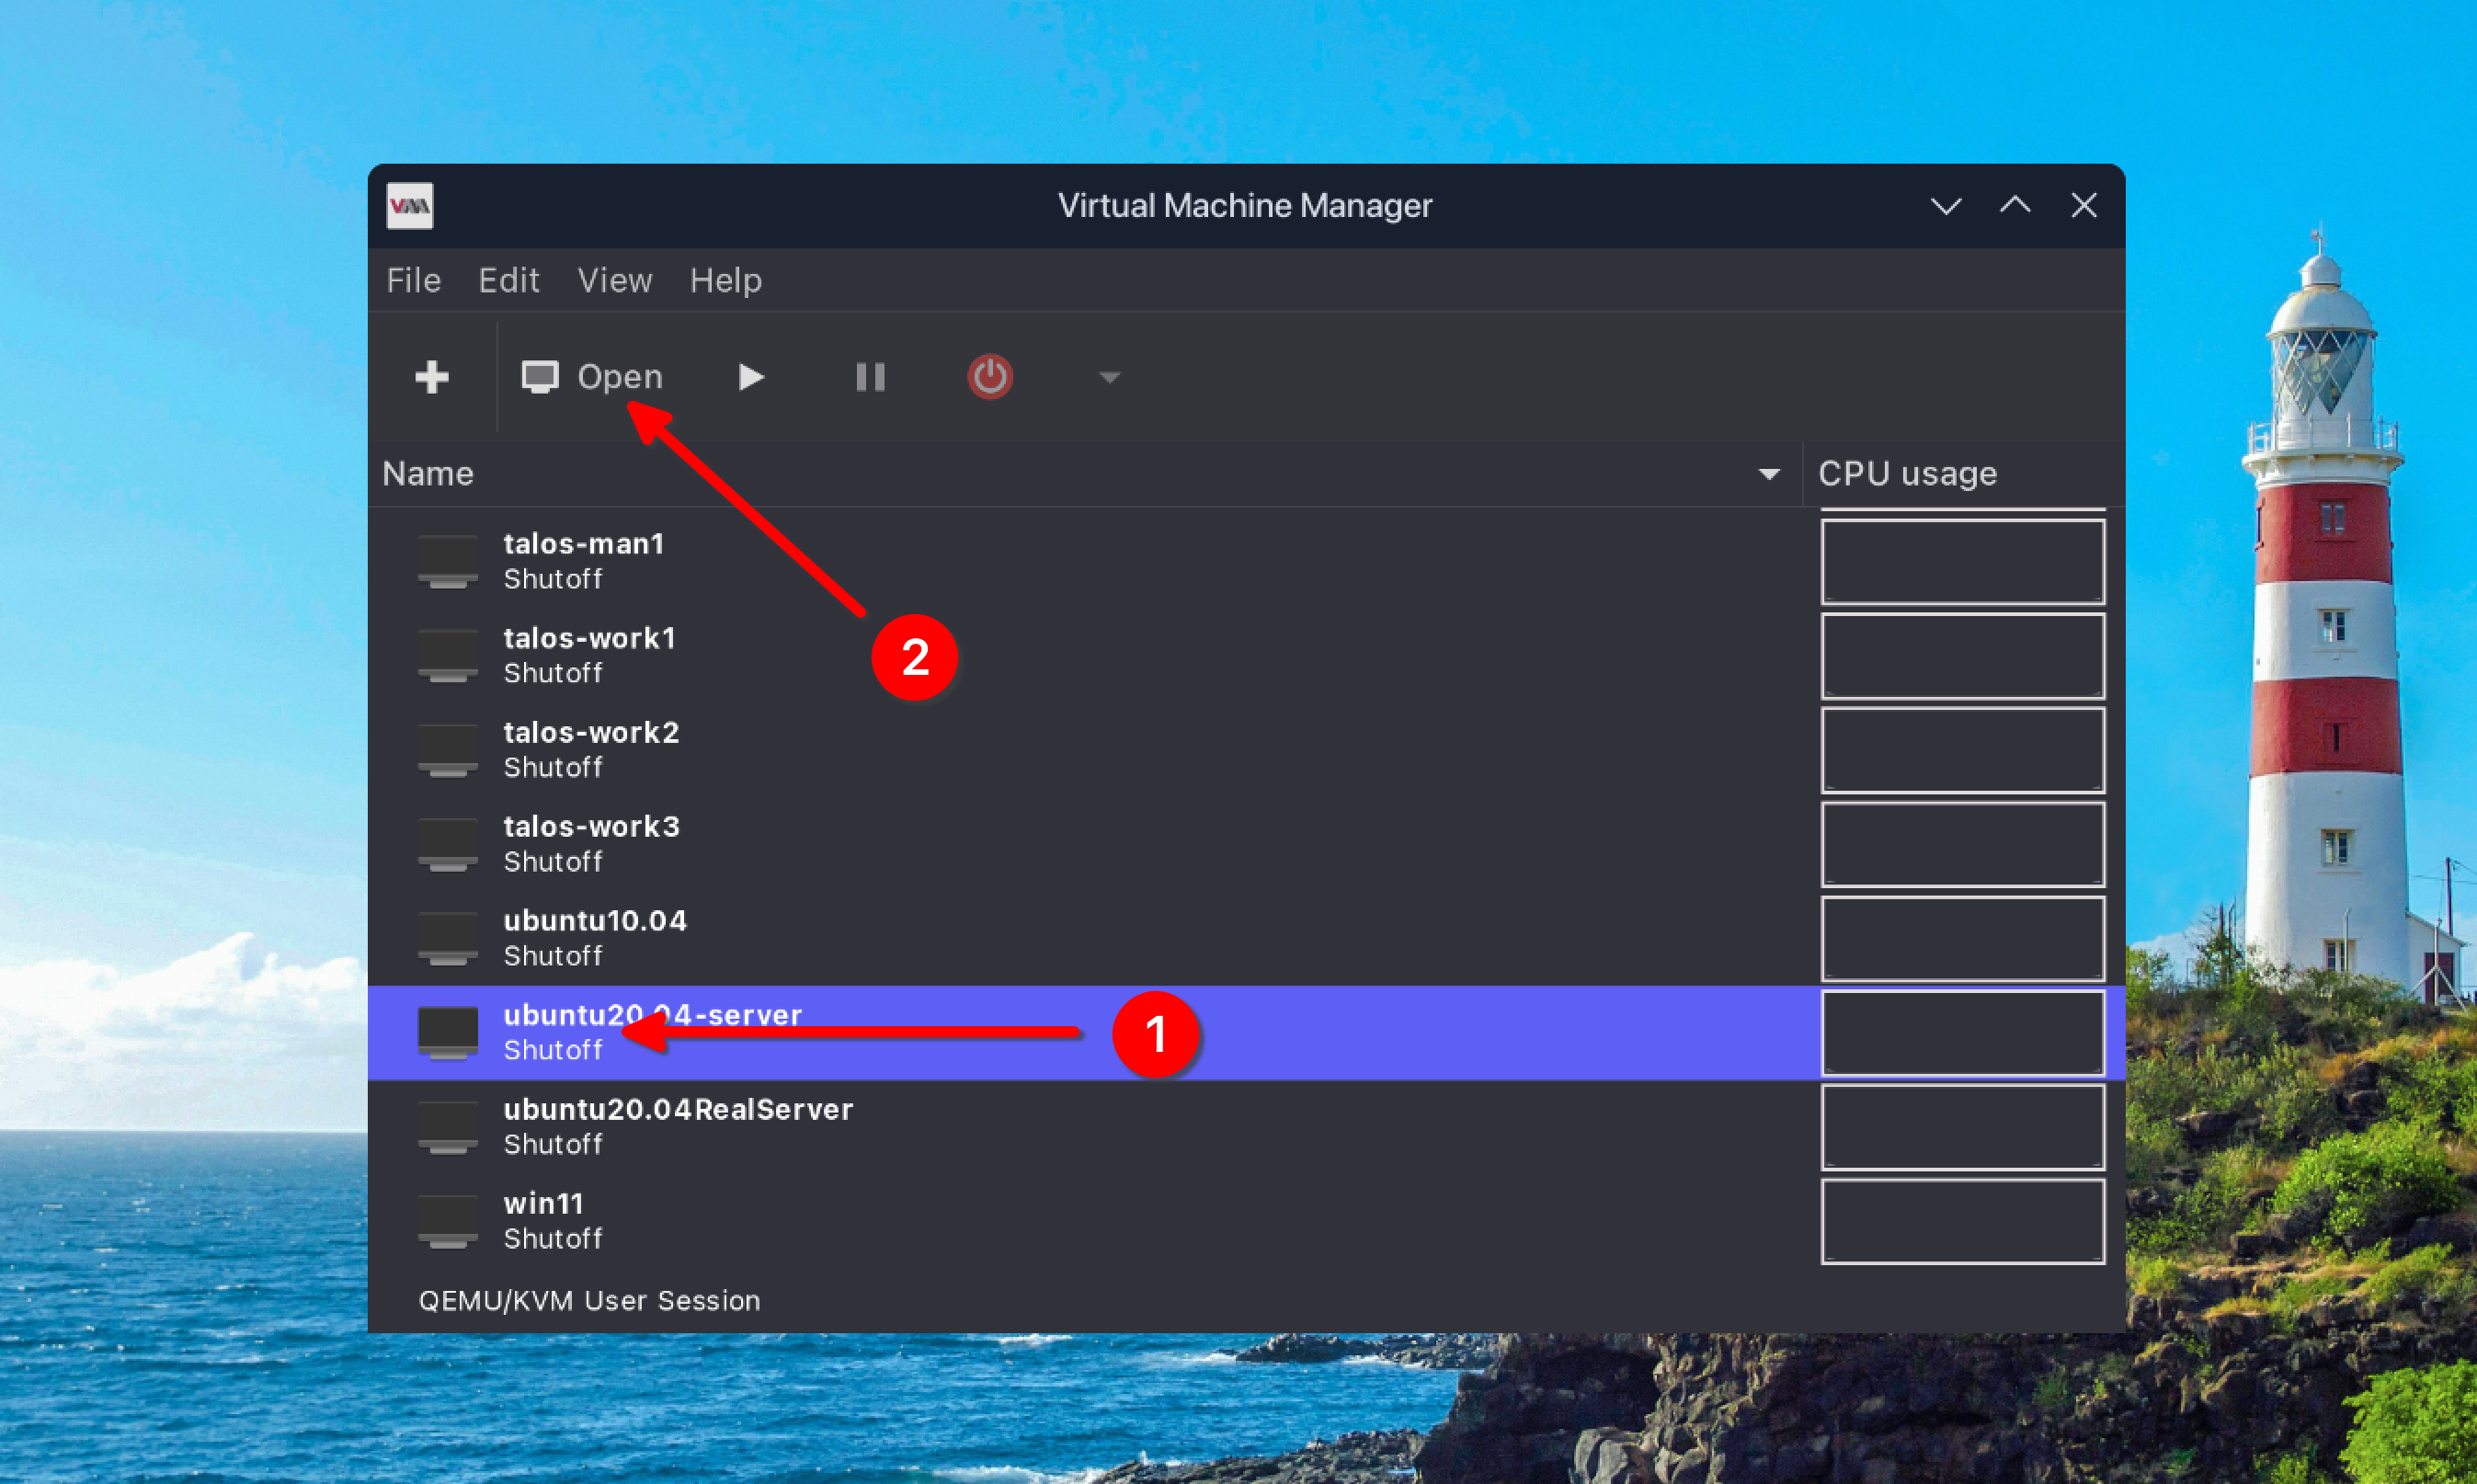 Virtual Machine Manager
File Edit View Help
Open
Name
CPU usage
talos-man1
Shutoff
2
talos-work1
Shutoff
talos-work2
Shutoff
talos-work3
Shutoff
ubuntu10.04
Shutoff
ubuntu20.04-server
Shutoff
1
ubuntu20.04RealServer
Shutoff
win11
Shutoff
QEMU/KVM User Session